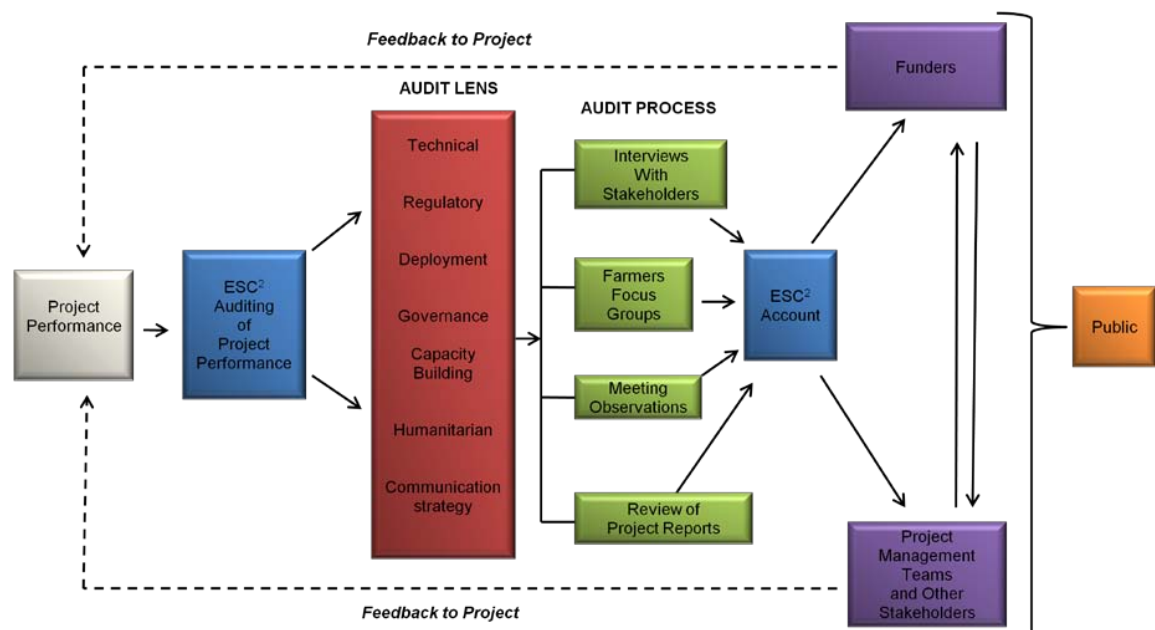 Feedback to Project
Funders
AUDIT LENS
AUDIT PROCESS
Technical
Regulatory
Deployment
Governance
Capacity
Building
Humanitarian
Communication
strategy
Interviews
With
Stakeholders
Farmers
Focus
Groups
Meeting
Observations
Review of
Project Reports
Project
Performance
ESC²
Auditing
of
Project
Performance
ESC²
Account
Public
Project
Management
Teams
and Other
Stakeholders
Feedback to Project